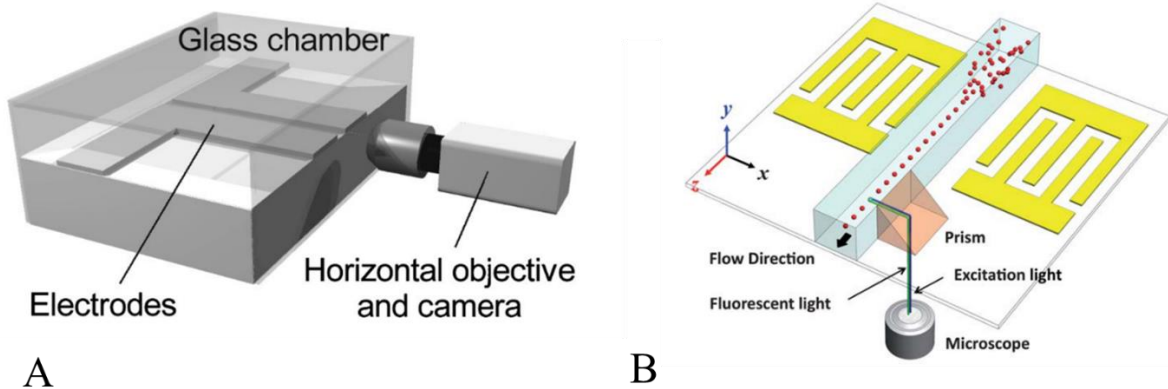 Glass chamber
Electrodes
Horizontal objective
and camera
A
y
x
z
Prism
Flow Direction
Excitation light
Fluorescent light
Microscope
B